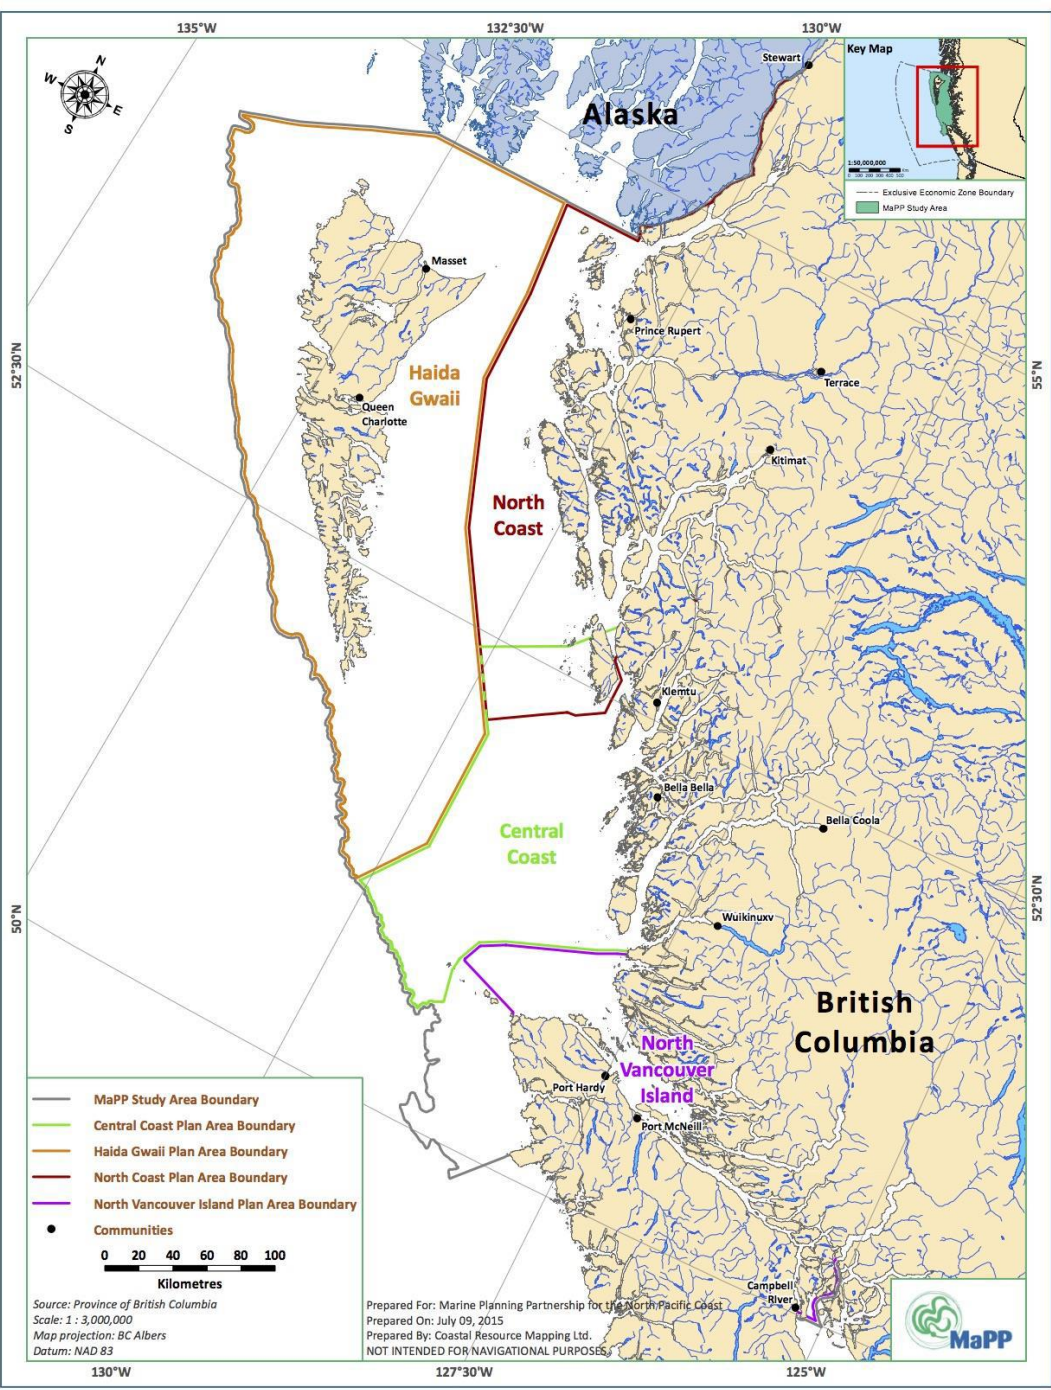 135°W
132°30'W
130°W
N
W
E
S
Stewart
Alaska
Key Map
1:50,000,000
Exclusive Economic Zone Boundary
MaPP Study Area
Masset
Prince Rupert
52°30'N
55°N
Haida
Gwaii
Terrace
Queen
Charlotte
Kitimat
North
Coast
Klemtu
Bella Bella
Central
Coast
Bella Coola
50°N
52°30'N
Wuikinuxv
British
Columbia
North
Vancouver
Island
Port Hardy
Port McNeill
MaPP Study Area Boundary
Central Coast Plan Area Boundary
Haida Gwaii Plan Area Boundary
North Coast Plan Area Boundary
North Vancouver Island Plan Area Boundary
Communities
0 20 40 60 80 100
Kilometres
Campbell
River
Source: Province of British Columbia
Scale: 1 : 3,000,000
Map projection: BC Albers
Datum: NAD 83
Prepared For: Marine Planning Partnership for the North Pacific Coast
Prepared On: July 09, 2015
Prepared By: Coastal Resource Mapping Ltd.
NOT INTENDED FOR NAVIGATIONAL PURPOSES
MaPP
130°W
127°30'W
125°W